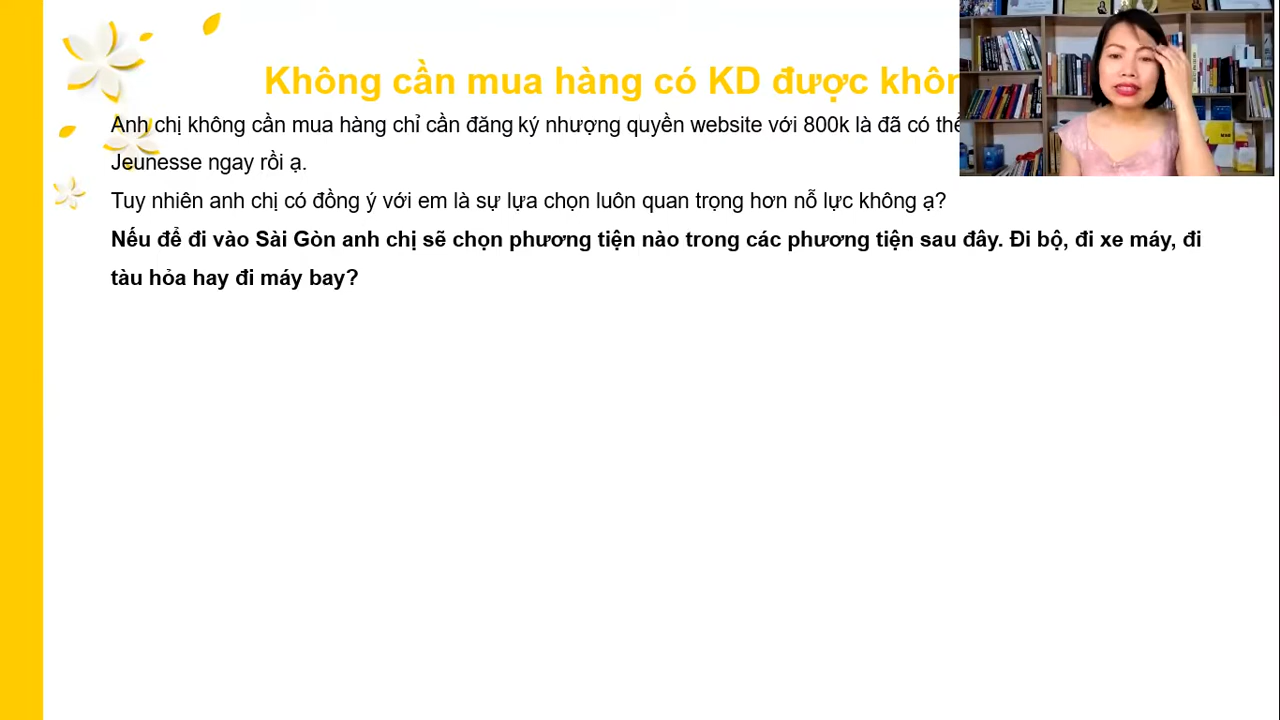 Không cần mua hàng có KD được khôn
Anh chị không cần mua hàng chỉ cần đăng ký nhượng quyền website với 800k là đã có thể
Jeunesse ngay rồi ạ.
Tuy nhiên anh chị có đồng ý với em là sự lựa chọn luôn quan trọng hơn nỗ lực không ạ?
Nếu để đi vào Sài Gòn anh chị sẽ chọn phương tiện nào trong các phương tiện sau đây. Đi bộ, đi xe máy, đi
tàu hỏa hay đi máy bay?